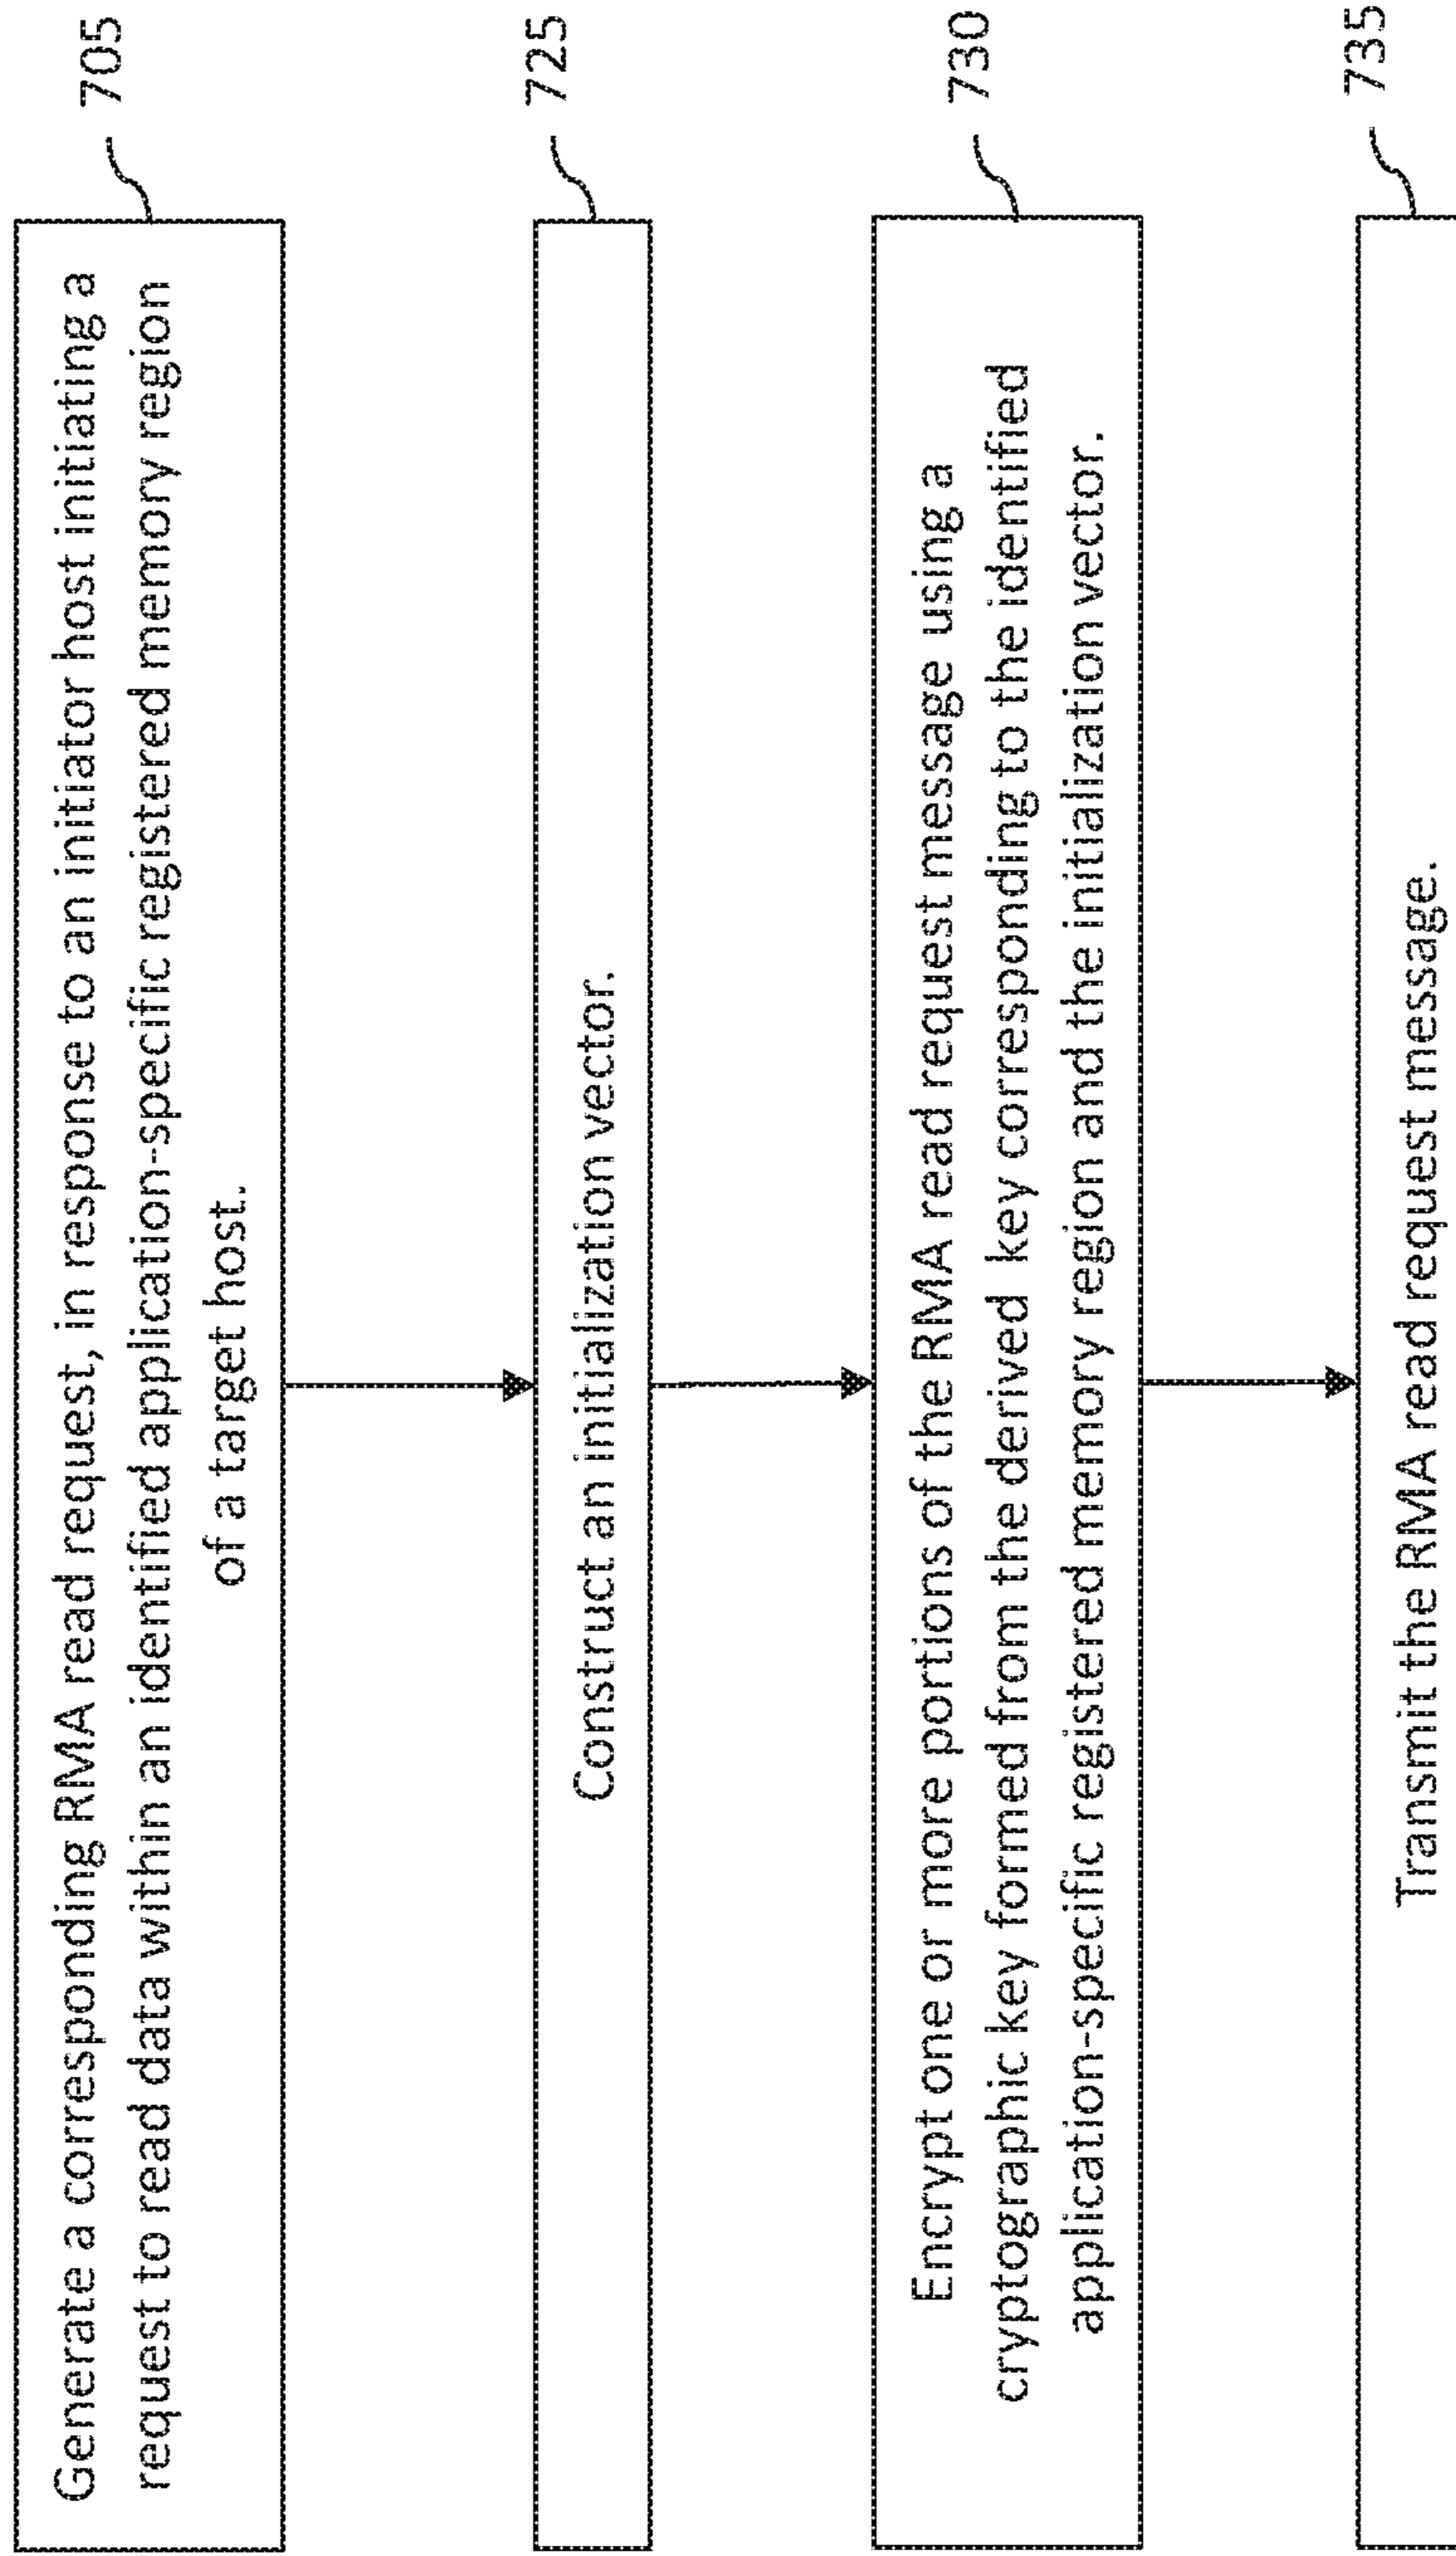 Generate a corresponding RMA read request, in response to an initiator host initiating a
request to read data within an identified application-specific registered memory region
of a target host.
705
Construct an initialization vector.
725
Encrypt one or more portions of the RMA read request message using a
cryptographic key formed from the derived key corresponding to the identified
application-specific registered memory region and the initialization vector.
730
Transmit the RMA read request message.
735